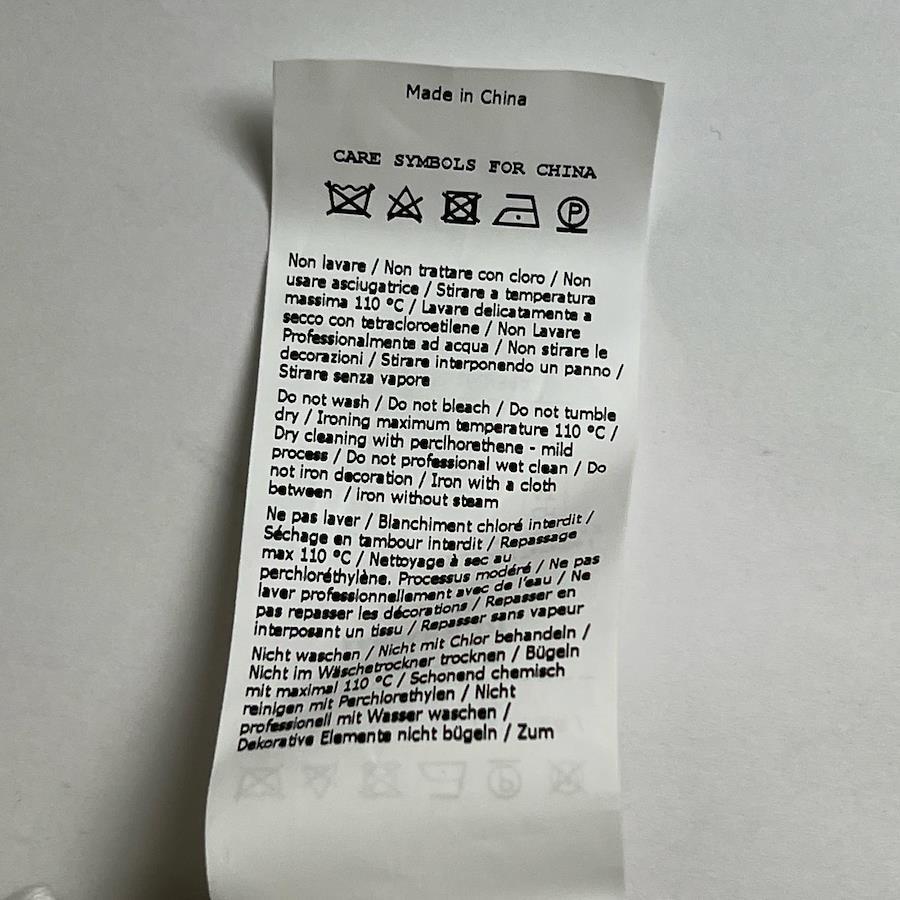 Made in China
CARE SYMBOLS FOR CHINA
P
Non lavare / Non trattare con cloro / Non
usare asciugatrice / Stirare a temperatura
massima 110 °C / Lavare delicatamente a
secco con tetracloroetilene / Non Lavare
Professionalmente ad acqua / Non stirare le
decorazioni / Stirare interponendo un panno /
Stirare senza vapore
Do not wash / Do not bleach / Do not tumble
dry / Ironing maximum temperature 110 °C /
Dry cleaning with perclhorethene - mild
process / Do not professional wet clean / Do
not iron decoration / Iron with a cloth
between / iron without steam
Ne pas laver / Blanchiment chloré interdit /
Séchage en tambour interdit / Repassage
max 110 °C / Nettoyage à sec au
perchloréthylène. Processus modéré / Ne pas
laver professionnellement avec de l'eau / Ne
pas repasser les décorations / Repasser en
interposant un tissu / Repasser sans vapeur
Nicht waschen / Nicht mit Chlor behandeln /
Nicht im Wäschetrockner trocknen / Bügeln
mit maximal 110 °C / Schonend chemisch
reinigen mit Perchlorethylen / Nicht
professionell mit Wasser waschen /
Dekorative Elemente nicht bügeln / Zum